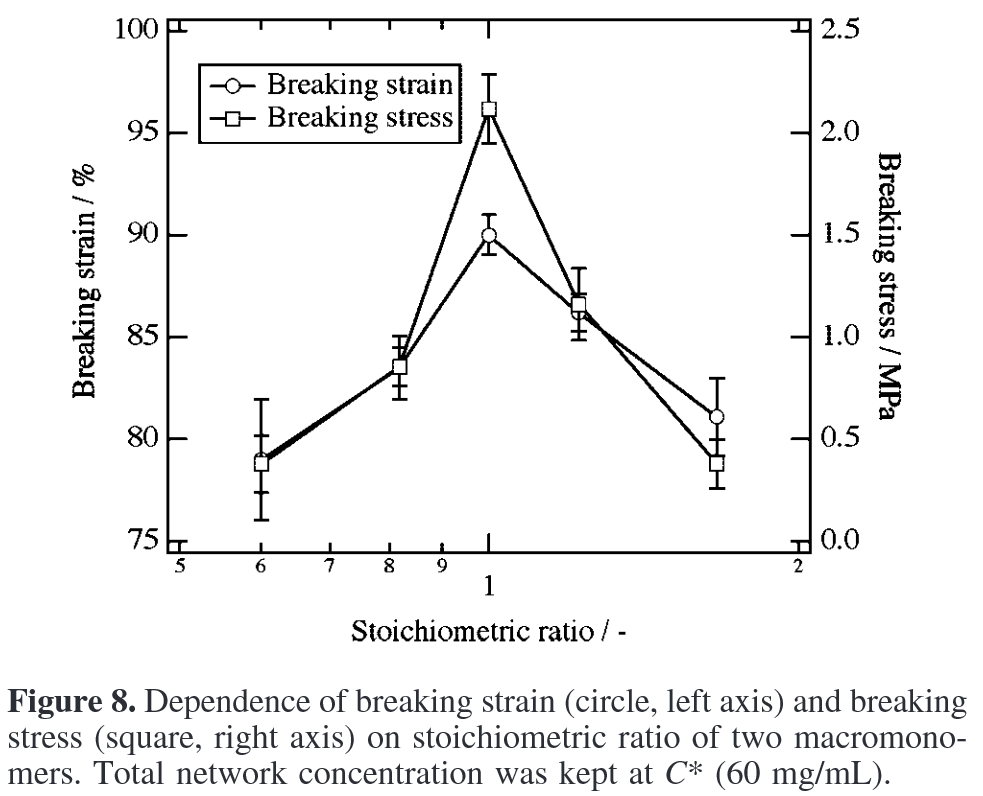 100
95
90
85
80
75
Breaking strain / %
Breaking strain
Breaking stress
2.5
2.0
1.5
1.0
0.5
0.0
Breaking stress / MPa
5 6 7 8 9 1 2
Stoichiometric ratio / -
Figure 8. Dependence of breaking strain (circle, left axis) and breaking
stress (square, right axis) on stoichiometric ratio of two macromono-
mers. Total network concentration was kept at C* (60 mg/mL).